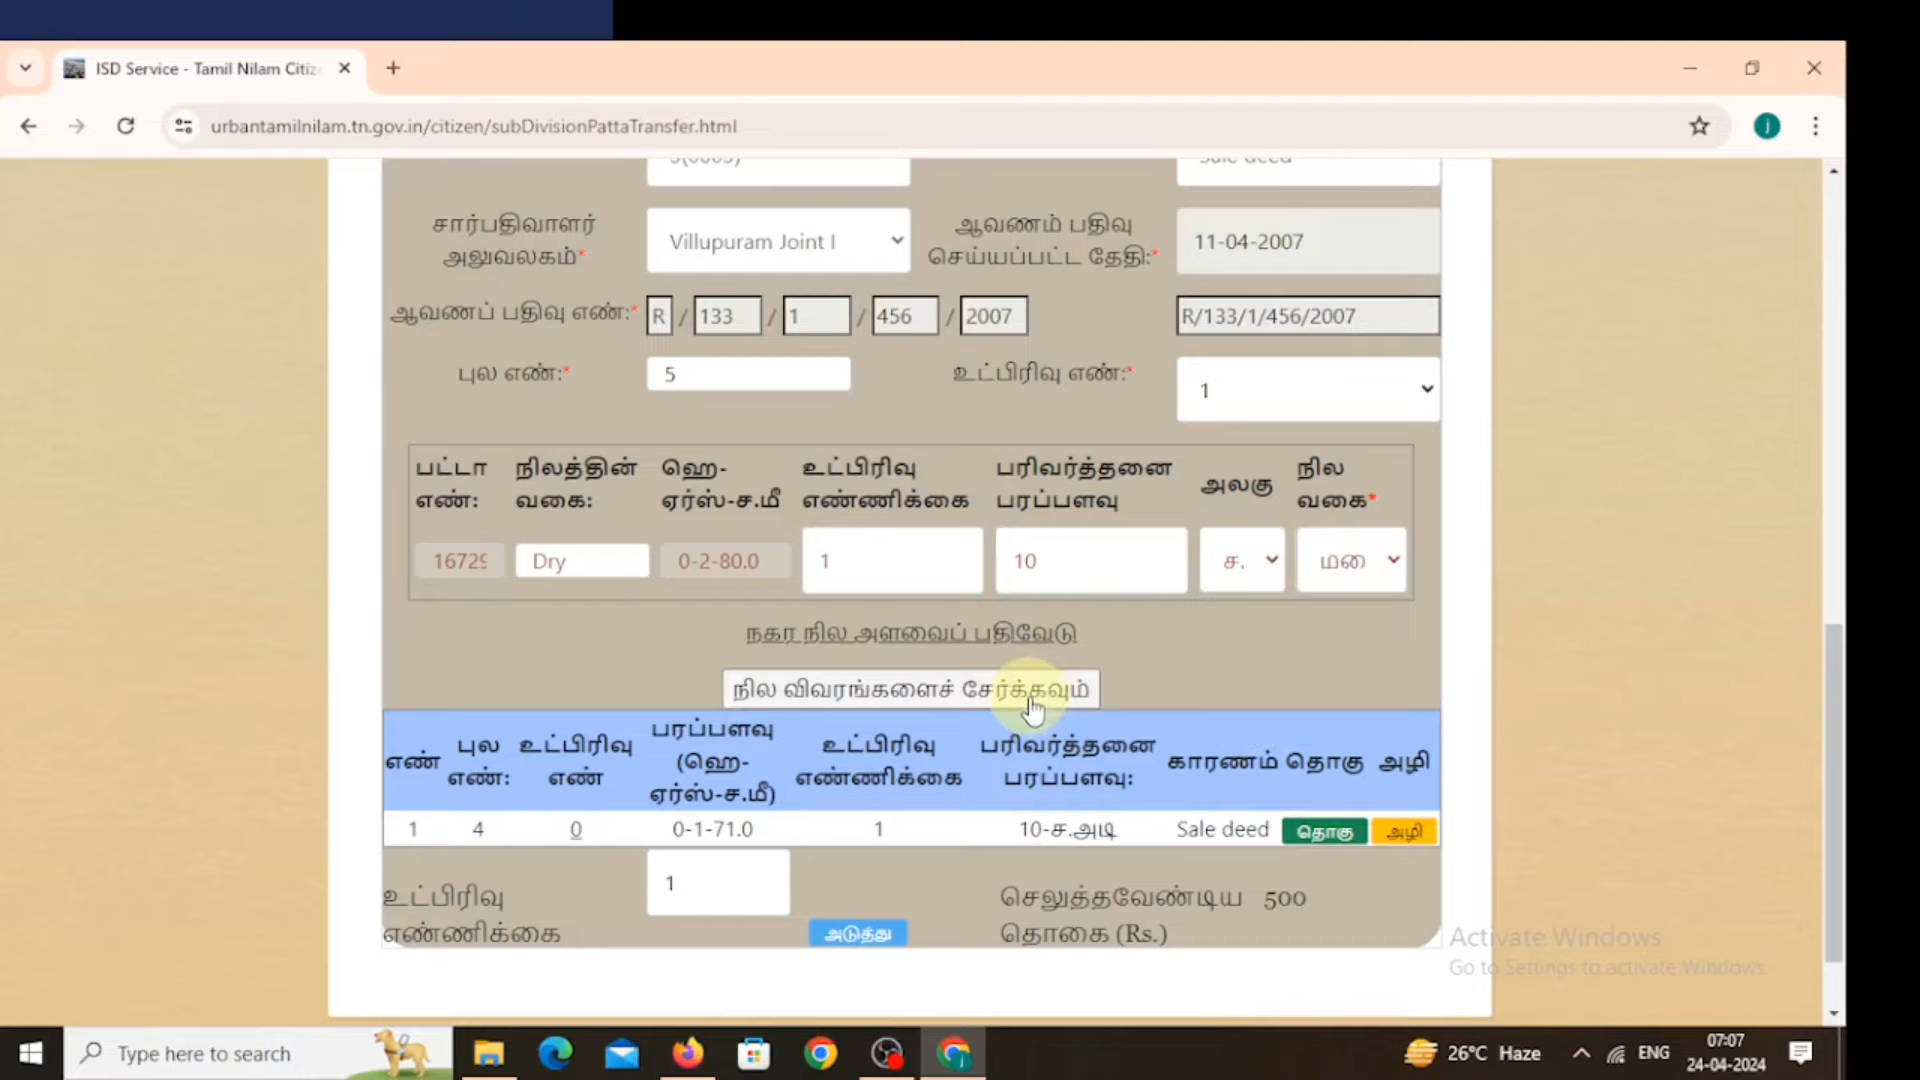 ISD Service - Tamil Nilam Citiz
urbantamilnilam.tn.gov.in/citizen/subDivisionPattaTransfer.html
j
Sale deed
சார்பதிவாளர் அலுவலகம்* Villupuram Joint I ஆவணம் பதிவு செய்யப்பட்ட தேதி:* 11-04-2007
ஆவணப் பதிவு எண்:* R / 133 / 1 / 456 / 2007 R/133/1/456/2007
புல எண்:* 5 உட்பிரிவு எண்:* 1
பட்டா எண்: நிலத்தின் வகை: ஹெ-ஏர்ஸ்-ச.மீ உட்பிரிவு எண்ணிக்கை பரிவர்த்தனை பரப்பளவு அலகு நில வகை*
Dry 0-2-80.0 1 10 ச. மனை
நகர நில அளவைப் பதிவேடு
நில விவரங்களைச் சேர்க்கவும்
எண் புல எண்: உட்பிரிவு எண் பரப்பளவு (ஹெ-ஏர்ஸ்-ச.மீ) உட்பிரிவு எண்ணிக்கை பரிவர்த்தனை பரப்பளவு: காரணம் தொகு அழி
1 4 0 0-1-71.0 1 10-ச.அடி Sale deed தொகு அழி
உட்பிரிவு எண்ணிக்கை 1 அடுத்து செலுத்தவேண்டிய தொகை (Rs.) 500
Activate Windows
Go to Settings to activate Windows.
Type here to search
26°C Haze ENG 07:07
24-04-2024